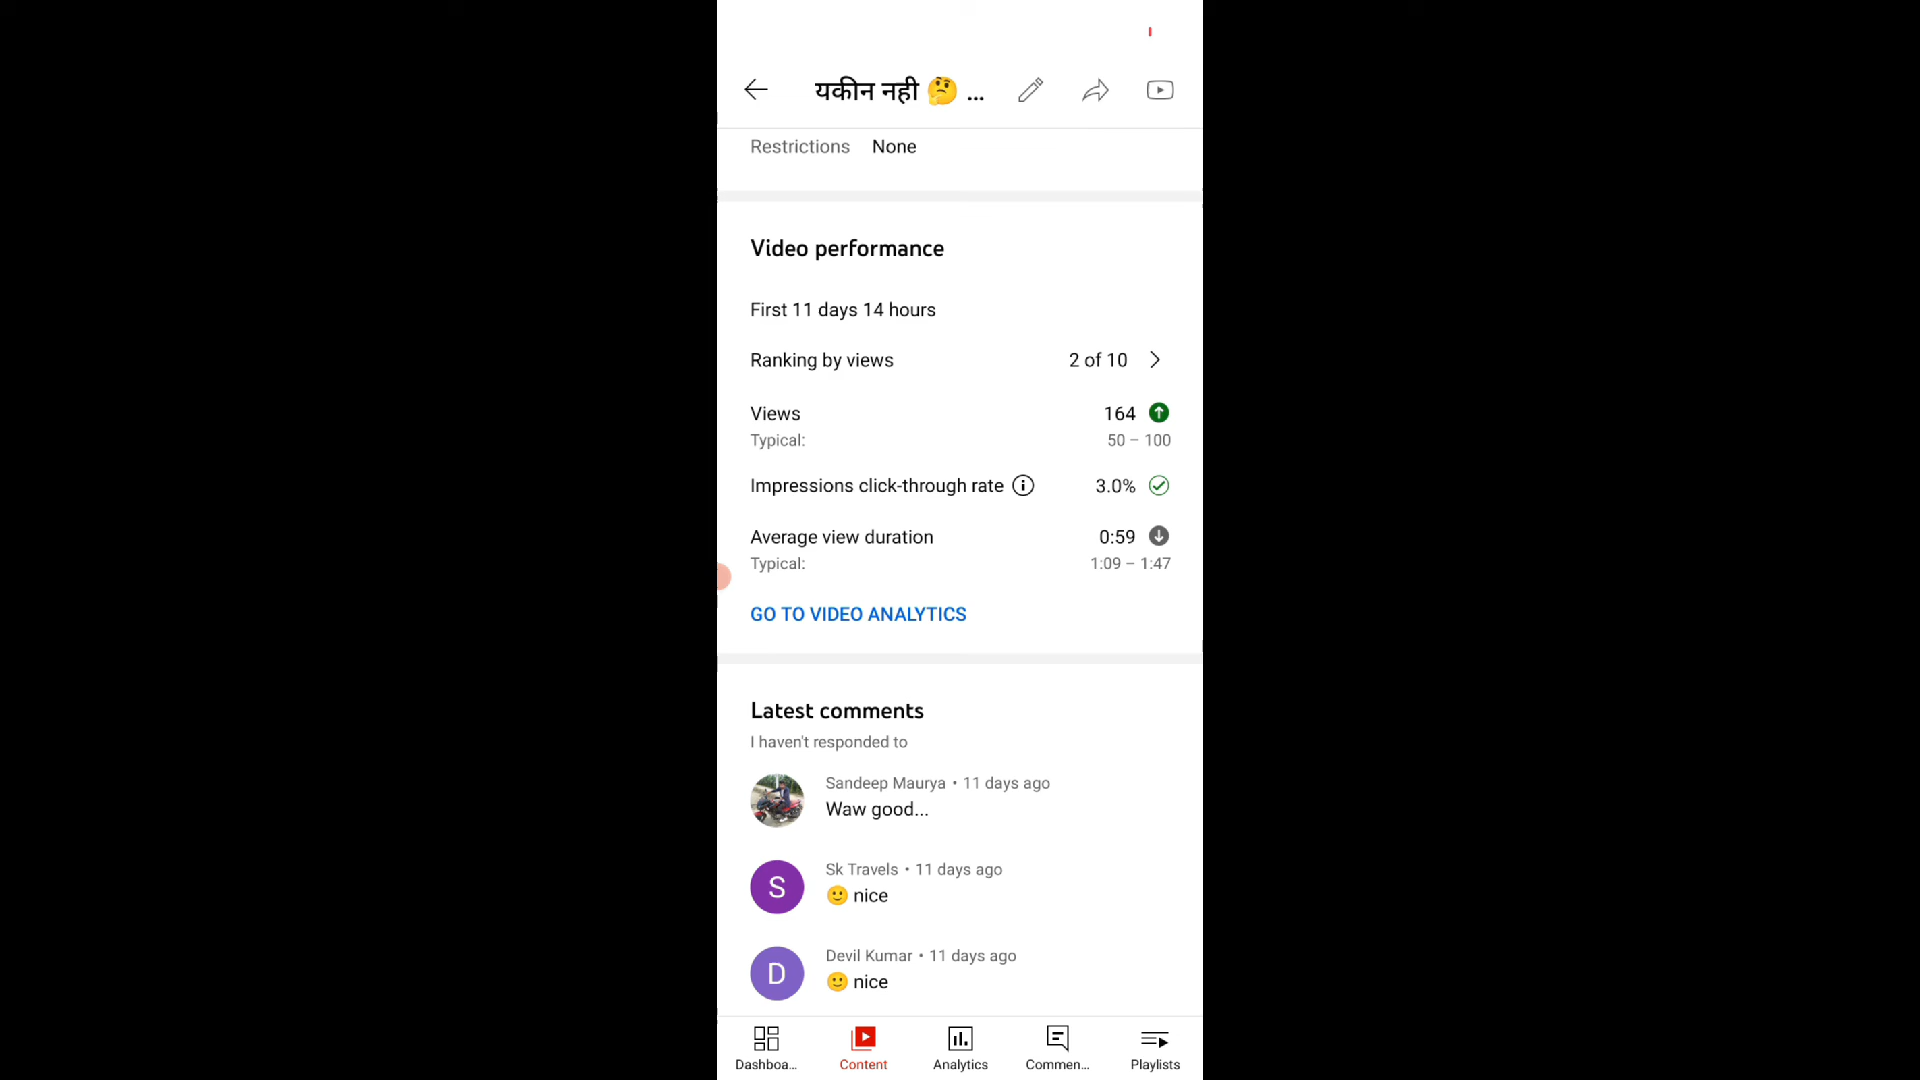 यकीन नही 🤔 ...
Restrictions None
Video performance
First 11 days 14 hours
Ranking by views 2 of 10
Views 164
Typical: 50 – 100
Impressions click-through rate 3.0%
Average view duration 0:59
Typical: 1:09 – 1:47
GO TO VIDEO ANALYTICS
Latest comments
I haven't responded to
Sandeep Maurya • 11 days ago
Waw good...
S
Sk Travels • 11 days ago
🙂 nice
D
Devil Kumar • 11 days ago
🙂 nice
Dashboa... Content Analytics Commen... Playlists